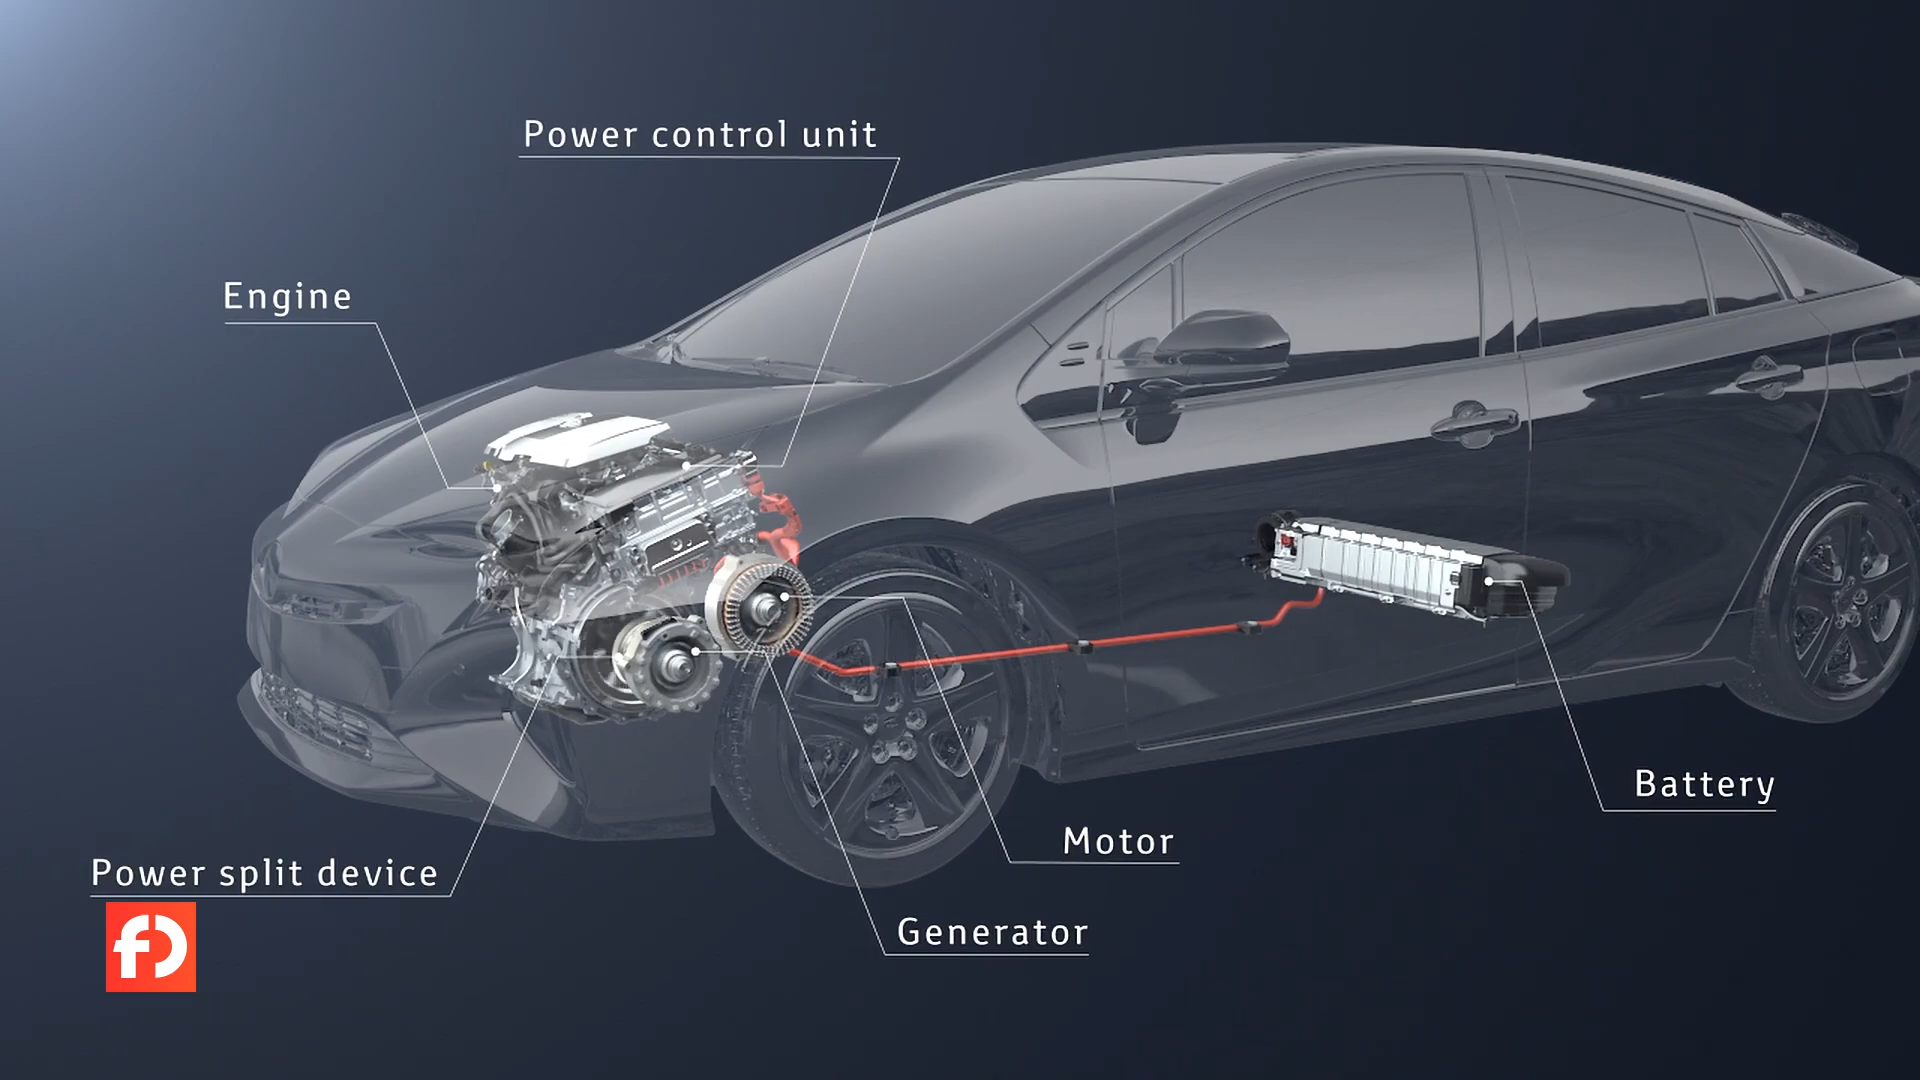 Power control unit
Engine
Battery
Motor
Power split device
Generator